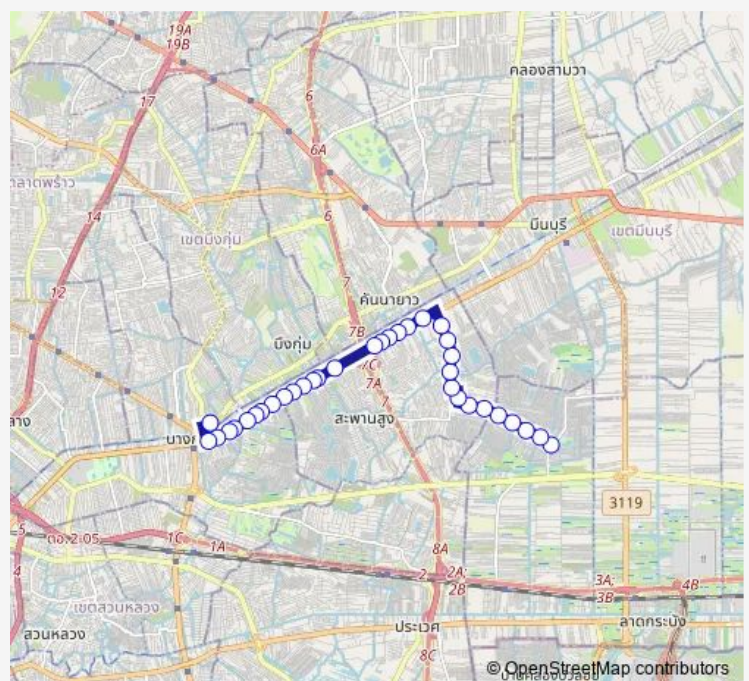 19A
19B
คลองสามวา
17
6
6A
ตลาดพร้าว
14
6
เขตบึงกุ่ม
มีนบุรี
เขตมีนบุรี
7
12
คันนายาว
7B
บึงกุ่ม
7C
7A
7
สะพานสูง
3119
5
ตอ.2 05
1C
1A
8A
2
2A;
2B
3A;
3B
4B
4
เขตสวนหลวง
สวนหลวง
ประเวศ
ลาดกระบัง
8C
© OpenStreetMap contributors